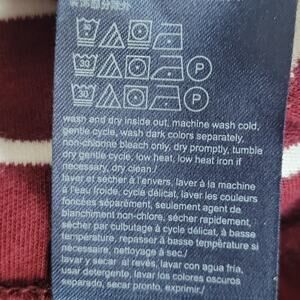 P
P
wash and dry inside out, machine wash cold,
gentle cycle, wash dark colors separately,
non-chlorine bleach only, dry promptly, tumble
dry gentle cycle, low heat, low heat iron if
necessary, dry clean./
laver et sécher à l'envers, laver à la machine
à l'eau froide, cycle délicat, laver les couleurs
foncées séparément, seulement agent de
blanchiment non-chlore, sécher rapidement,
sécher par culbutage à cycle délicat, à basse
température, repasser à basse température si
nécessaire, nettoyage à sec./
lavar y secar al revés, lavar con agua fría,
usar detergente, lavar los colores oscuros
separado, secar pronto, exprimir./